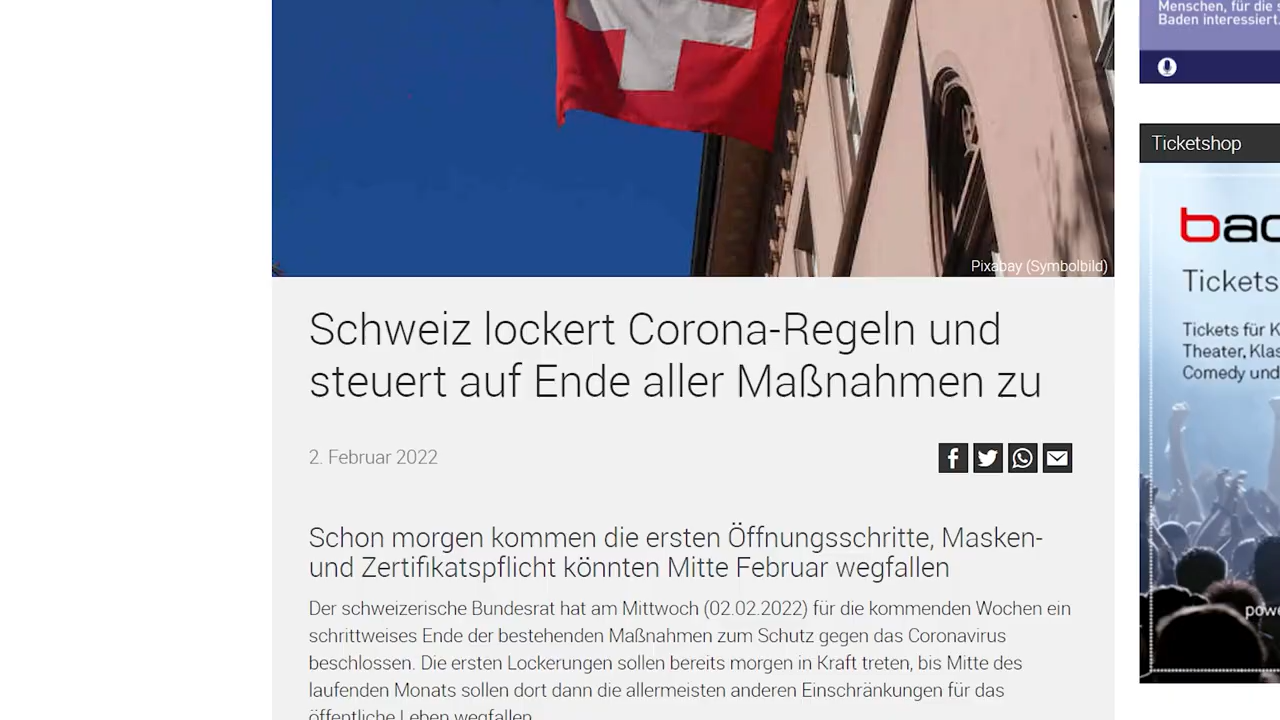 Menschen, für die
Baden interessiert.
Ticketshop
Pixabay (Symbolbild)
Schweiz lockert Corona-Regeln und
steuert auf Ende aller Maßnahmen zu
2. Februar 2022
Schon morgen kommen die ersten Öffnungsschritte, Masken-
und Zertifikatspflicht könnten Mitte Februar wegfallen
Der schweizerische Bundesrat hat am Mittwoch (02.02.2022) für die kommenden Wochen ein
schrittweises Ende der bestehenden Maßnahmen zum Schutz gegen das Coronavirus
beschlossen. Die ersten Lockerungen sollen bereits morgen in Kraft treten, bis Mitte des
laufenden Monats sollen dort dann die allermeisten anderen Einschränkungen für das
öffentliche Leben wegfallen
Tickets
Tickets für
Theater,
Comedy und